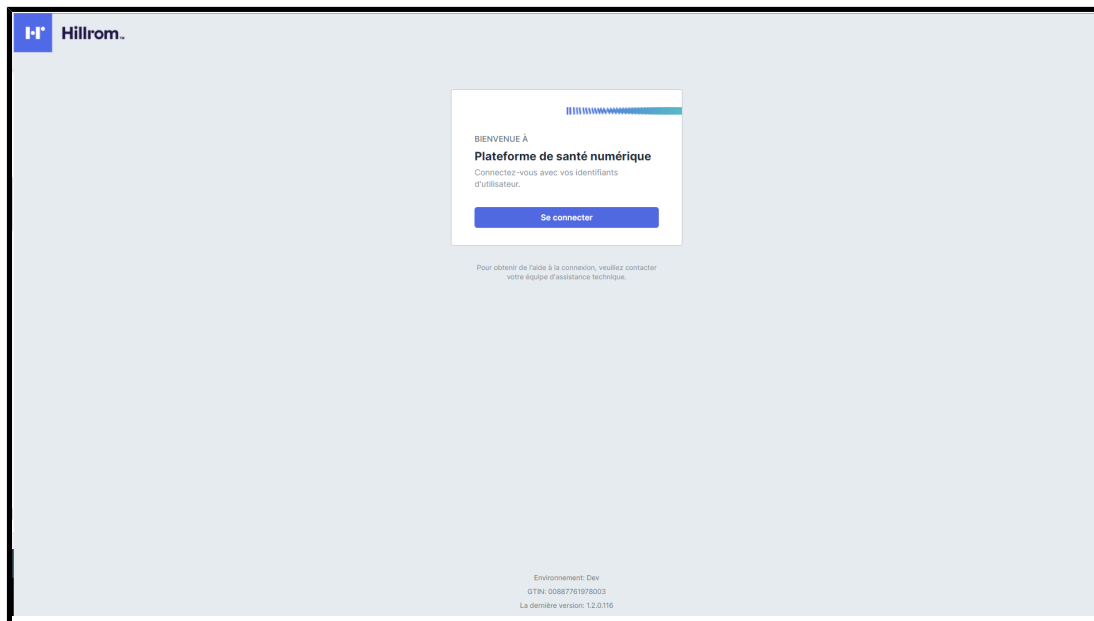 Hillrom™
BIENVENUE À
Plateforme de santé numérique
Connectez-vous avec vos identifiants
d'utilisateur.
Se connecter
Pour obtenir de l'aide à la connexion, veuillez contacter
votre équipe d'assistance technique.
Environnement: Dev
GTIN: 00887761978003
La dernière version: 1.2.0.116